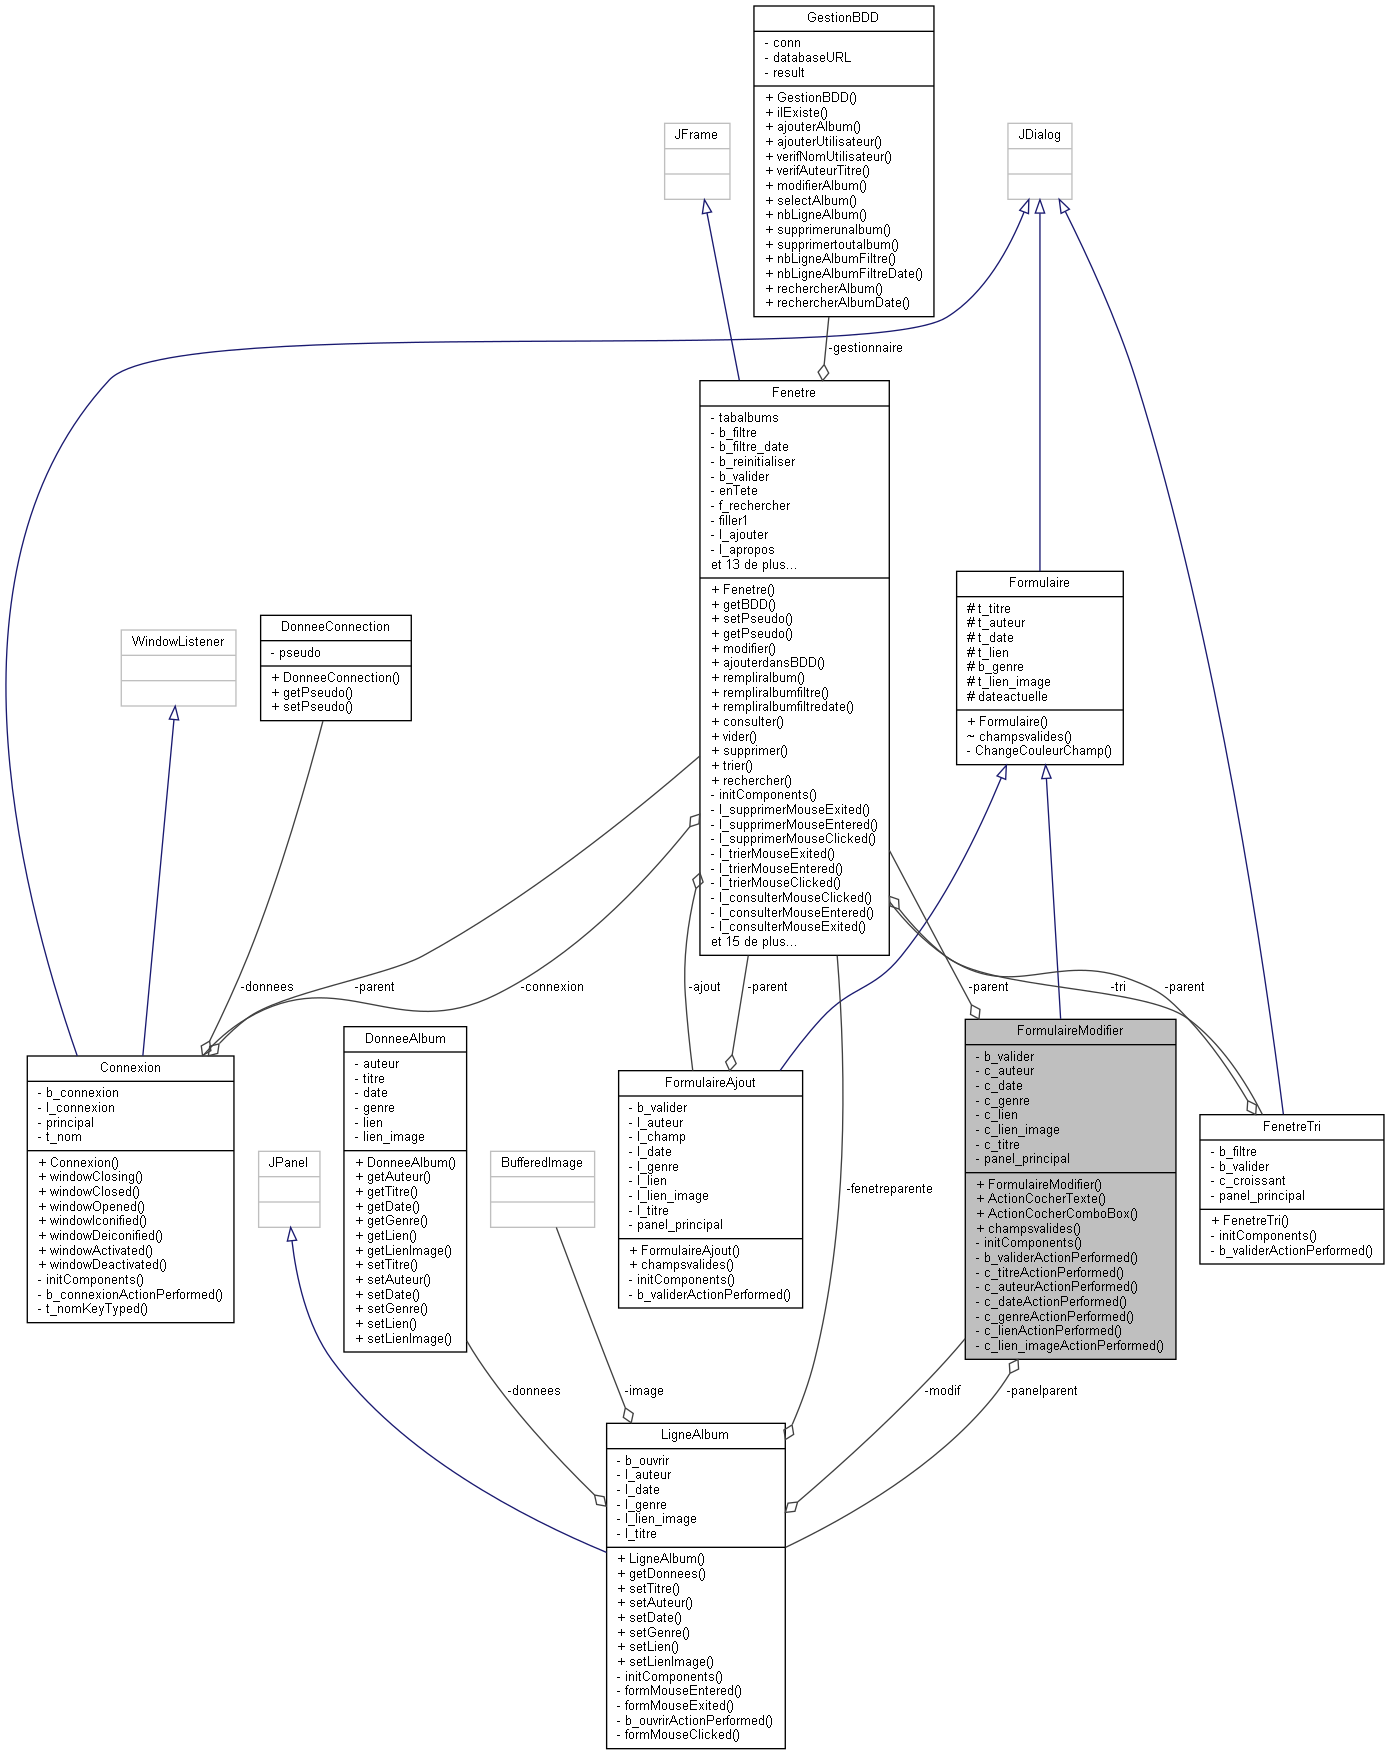 GestionBDD
- conn
- databaseURL
- result
+ GestionBDD()
+ ilExiste()
+ ajouterAlbum()
+ ajouterUtilisateur()
+ verifNomUtilisateur()
+ verifAuteurTitre()
+ modifierAlbum()
+ selectAlbum()
+ nbLigneAlbum()
+ supprimerunalbum()
+ supprimertoutalbum()
+ nbLigneAlbumFiltre()
+ nbLigneAlbumFiltreDate()
+ rechercherAlbum()
+ rechercherAlbumDate()
JFrame
JDialog
-gestionnaire
Fenetre
- tabalbums
- b_filtre
- b_filtre_date
- b_reinitialiser
- b_valider
- enTete
- f_rechercher
- filler1
- l_ajouter
- l_apropos
et 13 de plus...
+ Fenetre()
+ getBDD()
+ setPseudo()
+ getPseudo()
+ modifier()
+ ajouterdansBDD()
+ rempliralbum()
+ rempliralbumfiltre()
+ rempliralbumfiltredate()
+ consulter()
+ vider()
+ supprimer()
+ trier()
+ rechercher()
- initComponents()
- l_supprimerMouseExited()
- l_supprimerMouseEntered()
- l_supprimerMouseClicked()
- l_trierMouseExited()
- l_trierMouseEntered()
- l_trierMouseClicked()
- l_consulterMouseClicked()
- l_consulterMouseEntered()
- l_consulterMouseExited()
et 15 de plus...
Formulaire
# t_titre
# t_auteur
# t_date
# t_lien
# b_genre
# t_lien_image
# dateactuelle
+ Formulaire()
~ champsvalides()
- ChangeCouleurChamp()
WindowListener
DonneeConnection
- pseudo
+ DonneeConnection()
+ getPseudo()
+ setPseudo()
-donnees
-parent
-connexion
-ajout
-parent
-parent
-tri
-parent
Connexion
- b_connexion
- l_connexion
- principal
- t_nom
+ Connexion()
+ windowClosing()
+ windowClosed()
+ windowOpened()
+ windowIconified()
+ windowDeiconified()
+ windowActivated()
+ windowDeactivated()
- initComponents()
- b_connexionActionPerformed()
- t_nomKeyTyped()
JPanel
DonneeAlbum
- auteur
- titre
- date
- genre
- lien
- lien_image
+ DonneeAlbum()
+ getAuteur()
+ getTitre()
+ getDate()
+ getGenre()
+ getLien()
+ getLienImage()
+ setTitre()
+ setAuteur()
+ setDate()
+ setGenre()
+ setLien()
+ setLienImage()
BufferedImage
FormulaireAjout
- b_valider
- l_auteur
- l_champ
- l_date
- l_genre
- l_lien
- l_lien_image
- l_titre
- panel_principal
+ FormulaireAjout()
+ champsvalides()
- initComponents()
- b_validerActionPerformed()
-fenetreparente
FormulaireModifier
- b_valider
- c_auteur
- c_date
- c_genre
- c_lien
- c_lien_image
- c_titre
- panel_principal
+ FormulaireModifier()
+ ActionCocherTexte()
+ ActionCocherComboBox()
+ champsvalides()
- initComponents()
- b_validerActionPerformed()
- c_titreActionPerformed()
- c_auteurActionPerformed()
- c_dateActionPerformed()
- c_genreActionPerformed()
- c_lienActionPerformed()
- c_lien_imageActionPerformed()
FenetreTri
- b_filtre
- b_valider
- c_croissant
- panel_principal
+ FenetreTri()
- initComponents()
- b_validerActionPerformed()
-donnees
-image
-modif
-panelparent
LigneAlbum
- b_ouvrir
- l_auteur
- l_date
- l_genre
- l_lien_image
- l_titre
+ LigneAlbum()
+ getDonnees()
+ setTitre()
+ setAuteur()
+ setDate()
+ setGenre()
+ setLien()
+ setLienImage()
- initComponents()
- formMouseEntered()
- formMouseExited()
- b_ouvrirActionPerformed()
- formMouseClicked()